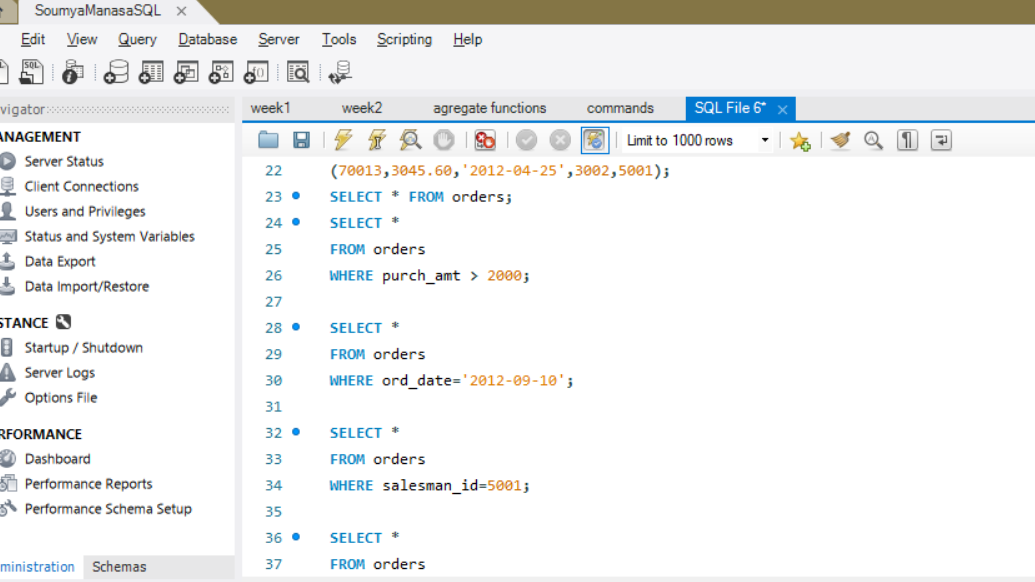 SoumyaManasaSQL
Edit View Query Database Server Tools Scripting Help
vigator
week1 week2 agregate functions commands SQL File 6*
Limit to 1000 rows
ANAGEMENT
Server Status
Client Connections
Users and Privileges
Status and System Variables
Data Export
Data Import/Restore
STANCE
Startup / Shutdown
Server Logs
Options File
RFORMANCE
Dashboard
Performance Reports
Performance Schema Setup
ministration Schemas
22 (70013,3045.60,'2012-04-25',3002,5001);
23 SELECT * FROM orders;
24 SELECT *
25 FROM orders
26 WHERE purch_amt > 2000;
27
28 SELECT *
29 FROM orders
30 WHERE ord_date='2012-09-10';
31
32 SELECT *
33 FROM orders
34 WHERE salesman_id=5001;
35
36 SELECT *
37 FROM orders